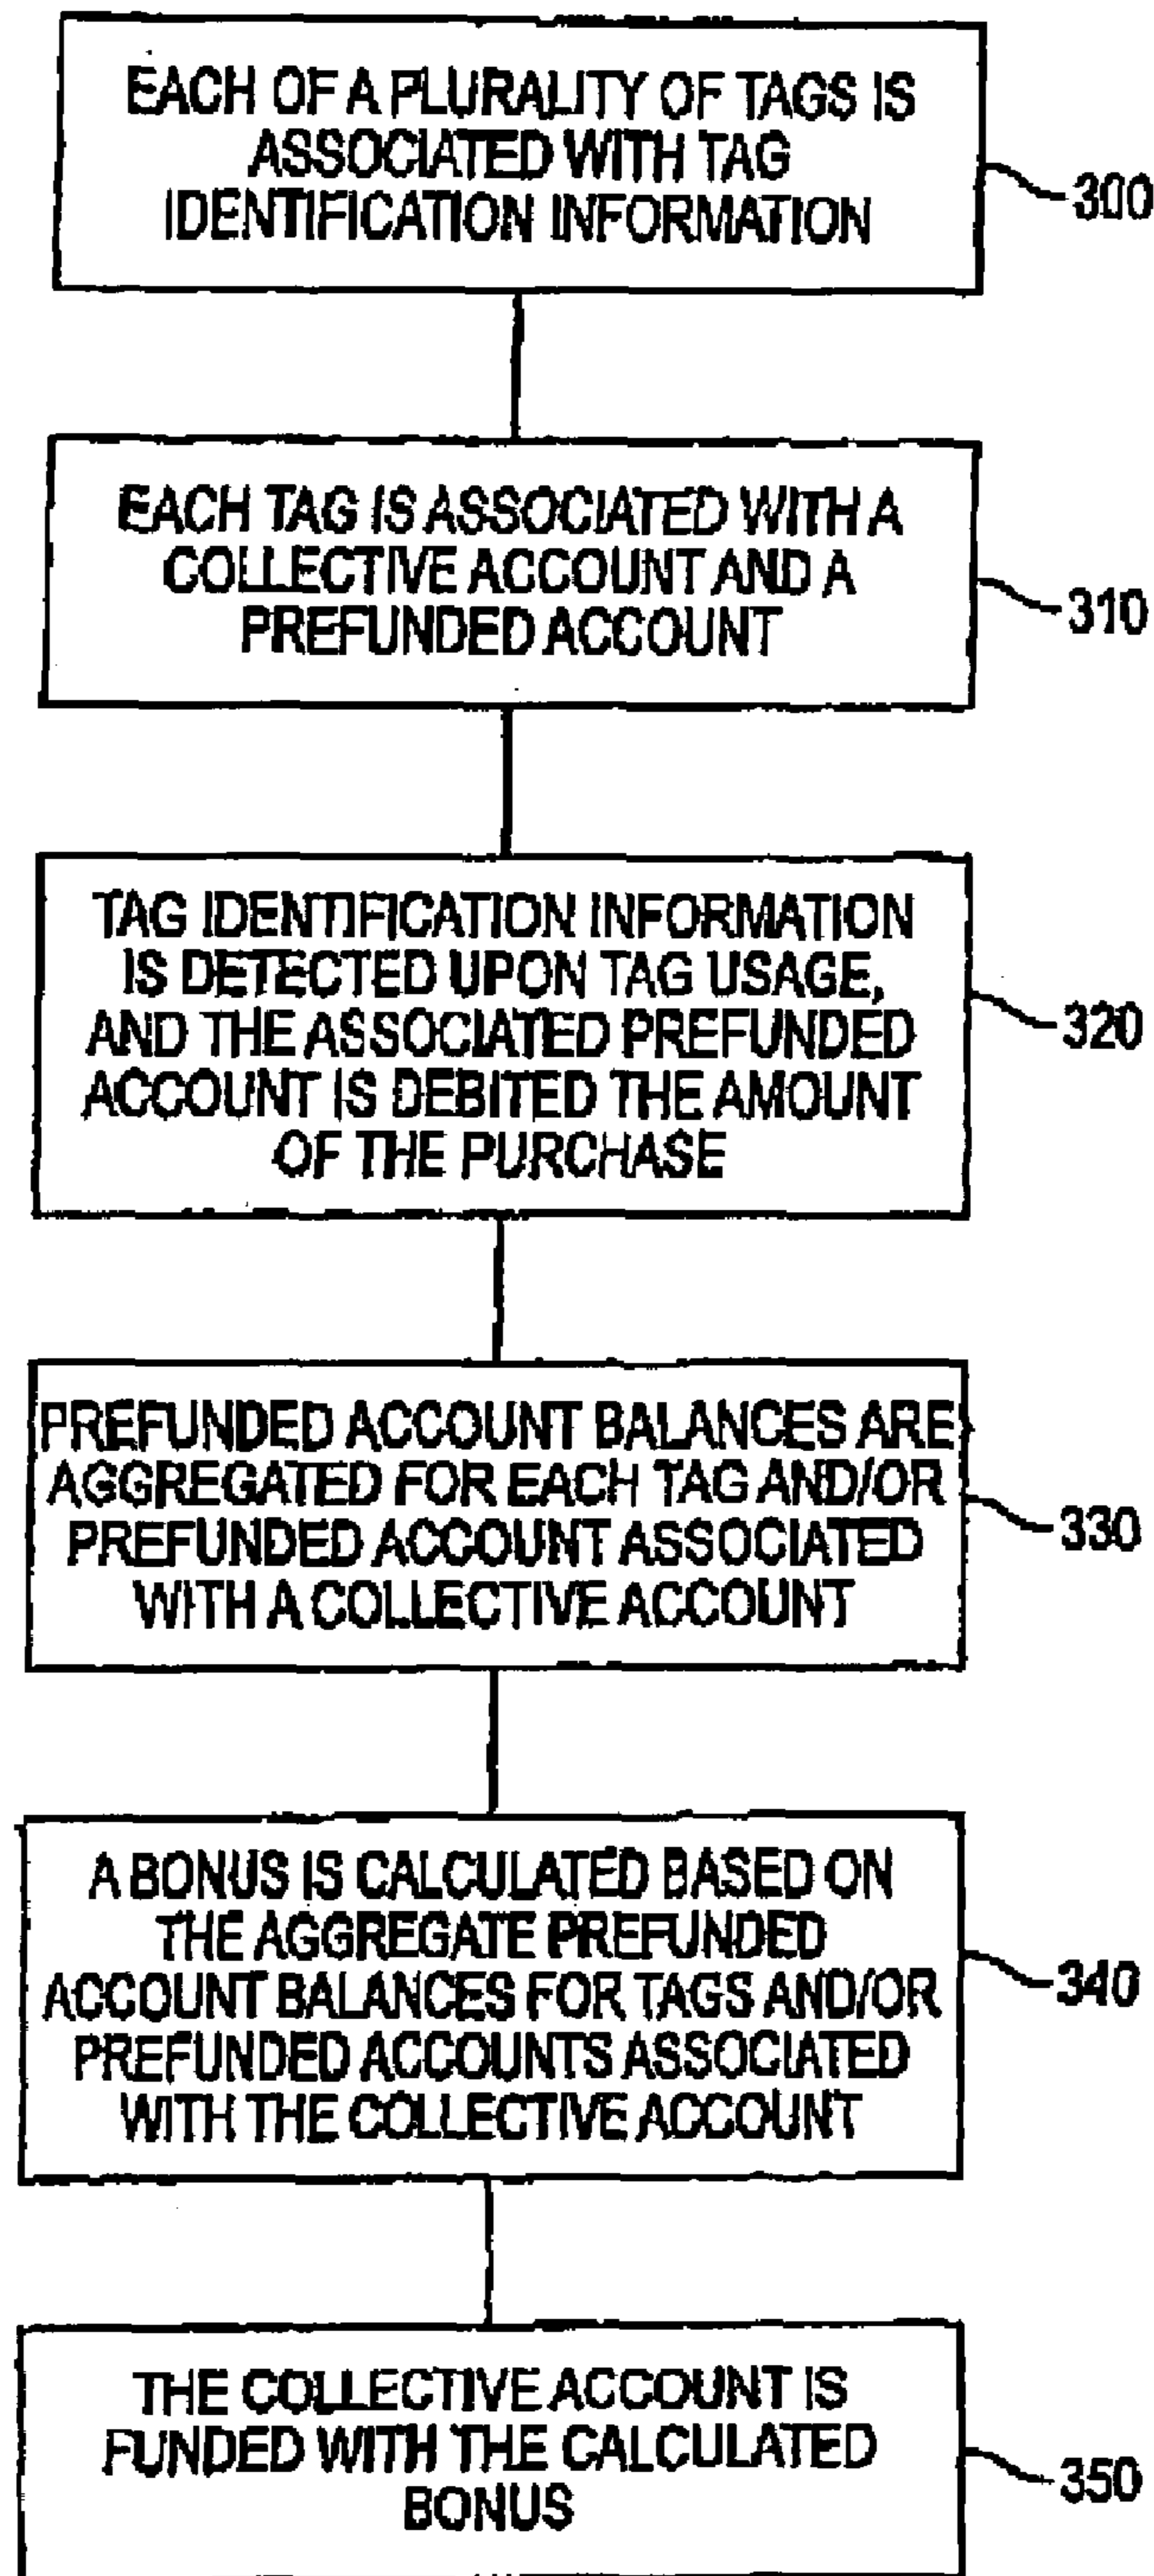 EACH OF A PLURALITY OF TAGS IS
ASSOCIATED WITH TAG
IDENTIFICATION INFORMATION
300
EACH TAG IS ASSOCIATED WITH A
COLLECTIVE ACCOUNT AND A
PREFUNDED ACCOUNT
310
TAG IDENTIFICATION INFORMATION
IS DETECTED UPON TAG USAGE,
AND THE ASSOCIATED PREFUNDED
ACCOUNT IS DEBITED THE AMOUNT
OF THE PURCHASE
320
PREFUNDED ACCOUNT BALANCES ARE
AGGREGATED FOR EACH TAG AND/OR
PREFUNDED ACCOUNT ASSOCIATED
WITH A COLLECTIVE ACCOUNT
330
A BONUS IS CALCULATED BASED ON
THE AGGREGATE PREFUNDED
ACCOUNT BALANCES FOR TAGS AND/OR
PREFUNDED ACCOUNTS ASSOCIATED
WITH THE COLLECTIVE ACCOUNT
340
THE COLLECTIVE ACCOUNT IS
FUNDED WITH THE CALCULATED
BONUS
350